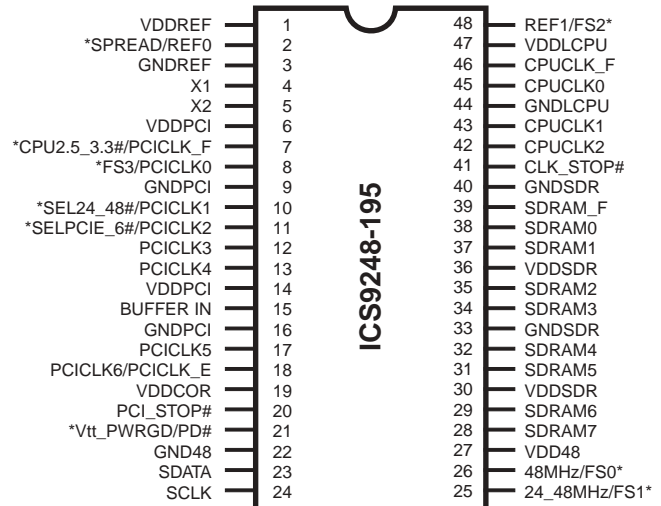 VDDREF 1 48 REF1/FS2*
*SPREAD/REF0 2 47 VDDLCPU
GNDREF 3 46 CPUCLK_F
X1 4 45 CPUCLK0
X2 5 44 GNDLCPU
VDDPCI 6 43 CPUCLK1
*CPU2.5_3.3#/PCICLK_F 7 42 CPUCLK2
*FS3/PCICLK0 8 41 CLK_STOP#
GNDPCI 9 40 GNDSDR
*SEL24_48#/PCICLK1 10 39 SDRAM_F
*SELPCIE_6#/PCICLK2 11 38 SDRAM0
PCICLK3 12 37 SDRAM1
PCICLK4 13 36 VDDSDR
VDDPCI 14 35 SDRAM2
BUFFER IN 15 34 SDRAM3
GNDPCI 16 33 GNDSDR
PCICLK5 17 32 SDRAM4
PCICLK6/PCICLK_E 18 31 SDRAM5
VDDCOR 19 30 VDDSDR
PCI_STOP# 20 29 SDRAM6
*Vtt_PWRGD/PD# 21 28 SDRAM7
GND48 22 27 VDD48
SDATA 23 26 48MHz/FS0*
SCLK 24 25 24_48MHz/FS1*
ICS9248-195